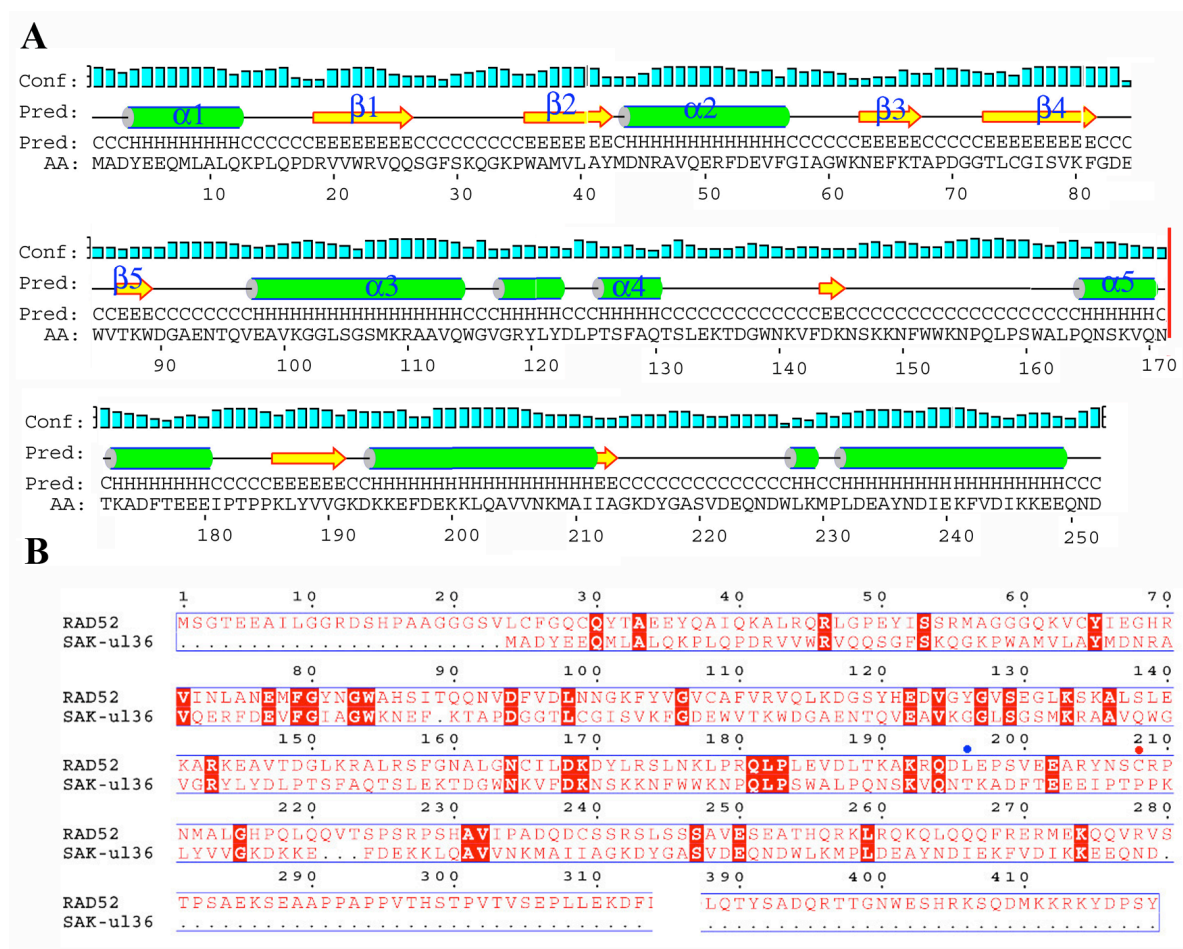 A
Conf:
Pred: α1 β1 β2 α2 β3 β4
Pred: CCCHHHHHHHHHCCCCCCEEEEEEEECCCCCCCCCEEEEEEECHHHHHHHHHHHHHCCCCCCEEEEECCCCCEEEEEEEEECCC
AA: MADYEEQMLALQKPLQPDRVVWRVQQSGFSKQGKPWAMVLAYMDNRAVQERFDEVFGIAGWKNEFKTAPDGGTLCGISVKFGDE
10 20 30 40 50 60 70 80
Conf:
Pred: β5 α3 α4 α5
Pred: CCEEECCCCCCCCHHHHHHHHHHHHHHHHHCCCHHHHHCCCHHHHHCCCCCCCCCCCCCEECCCCCCCCCCCCCCCCCCCHHHHHHC
AA: WVTKWDGAENTQVEAVKGGLSGSMKRAAVQWGVGRYLYDLPTSFAQTSLEKTDGWNKVFDKNSKKNFWWKNPQLPSWALPQNSKVQN
90 100 110 120 130 140 150 160 170
Conf:
Pred:
Pred: CHHHHHHHHCCCCCEEEEEECCHHHHHHHHHHHHHHHHHHEECCCCCCCCCCCCCHHCCHHHHHHHHHHHHHHHHHHHCCC
AA: TKADFTEEEIPTPPKLYVVGKDKKEFDEKKLQAVVNKMAIIAGKDYGASVDEQNDWLKMPLDEAYNDIEKFVDIKKEEQND
180 190 200 210 220 230 240 250
B
1 10 20 30 40 50 60 70
RAD52 MSGTEEAILGGRDSHPAAGGGSVLCFGQCQYTAEEYQAIQKALRQRLGPEYISSRMAGGGQKVCYIEGHR
SAK-ul36 .......................MADYEEQMLALQKPLQPDRVVWRVQQSGFSKQGKPWAMVLAYMDNRA
80 90 100 110 120 130 140
RAD52 VINLANEMFGYNGWAHSITQQNVDFVDLNNGKFYVGVCAFVRVQLKDGSYHEDVGYGVSEGLKSKALSLE
SAK-ul36 VQERFDEVFGIAGWKNEF.KTAPDGGTLCGISVKFGDEWVTKWDGAENTQVEAVKGGLSGSMKRAAVQWG
150 160 170 180 190 200 210
RAD52 KARKEAVTDGLKRALRSFGNALGNCILDKDYLRSLNKLPRQLPLEVDLTKAKRQDLEPSVEEARYNSCRP
SAK-ul36 VGRYLYDLPTSFAQTSLEKTDGWNKVFDKNSKKNFWWKNPQLPSWALPQNSKVQNTKADFTEEEIPTPPK
220 230 240 250 260 270 280
RAD52 NMALGHPQLQQVTSPSRPSHAVIPADQDCSSRSLSSSAVESEATHQRKLRQKQLQQQFRERMEKQQVRVS
SAK-ul36 LYVVGKDKKE...FDEKKLQAVVNKMAIIAGKDYGASVDEQNDWLKMPLDEAYNDIEKFVDIKKEEQND.
290 300 310 390 400 410
RAD52 TPSAEKSEAAPPAPPVTHSTPVTVSEPLLEKDFI LQTYSADQRTTGNWESHRKSQDMKKRKYDPSY
SAK-ul36 .................................. ................................